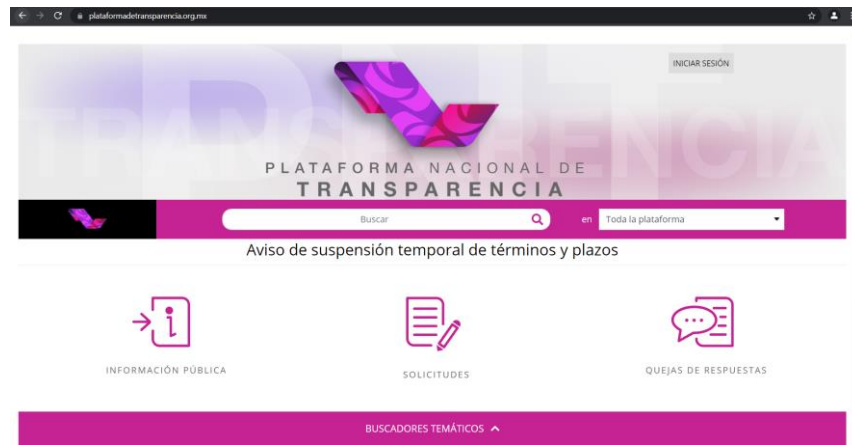 plataformadetransparencia.org.mx
INICIAR SESIÓN
PLATAFORMA NACIONAL DE
TRANSPARENCIA
Buscar
en Toda la plataforma
Aviso de suspensión temporal de términos y plazos
INFORMACIÓN PÚBLICA
SOLICITUDES
QUEJAS DE RESPUESTAS
BUSCADORES TEMÁTICOS